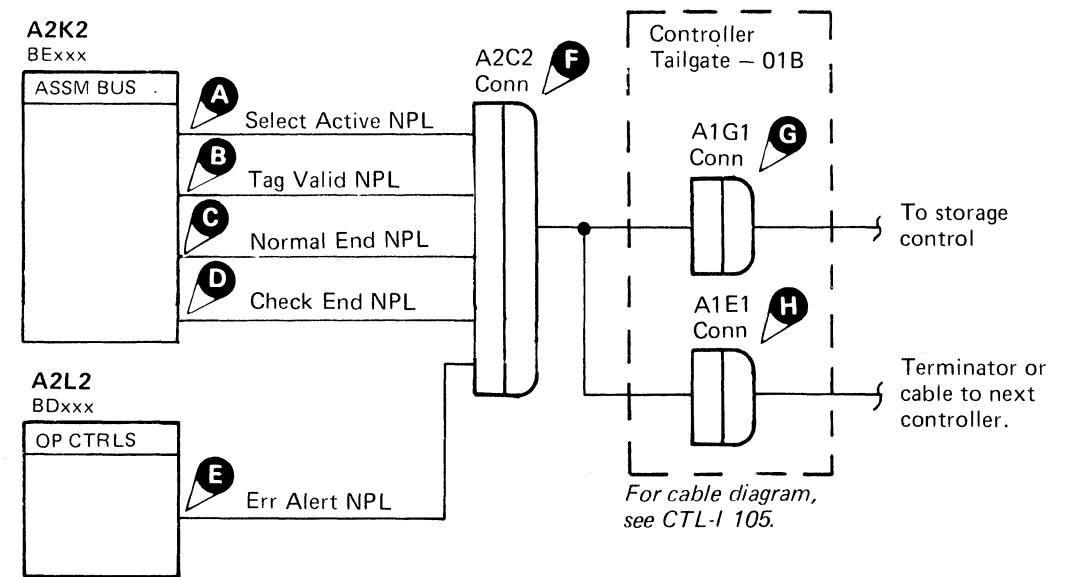 A2K2
BExxx
ASSM BUS
A
Select Active NPL
B
Tag Valid NPL
C
Normal End NPL
D
Check End NPL
A2L2
BDxxx
OP CTRLS
E
Err Alert NPL
A2C2
Conn
F
Controller
Tailgate – 01B
A1G1
Conn
G
To storage
control
A1E1
Conn
H
Terminator or
cable to next
controller.
For cable diagram,
see CTL-I 105.